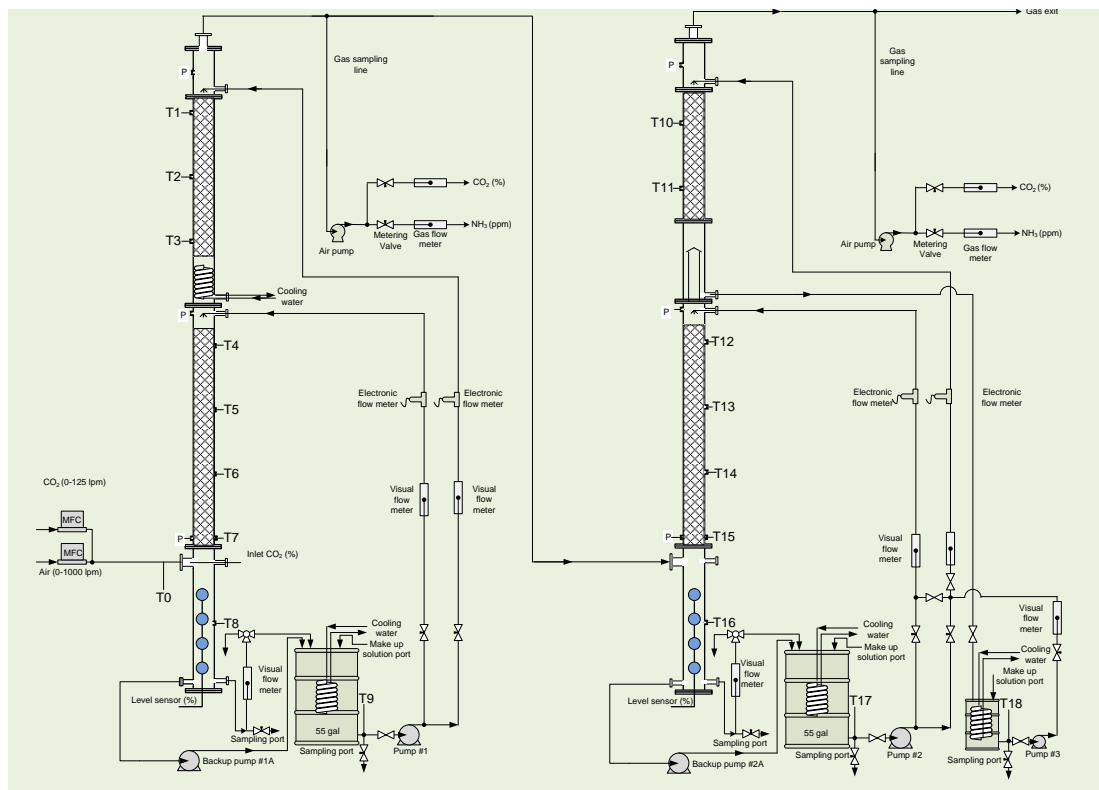 Gas exit
Gas sampling
line
P
T1
T2
T3
CO₂ (%)
NH₃ (ppm)
Air pump
Metering
Valve
Gas flow
meter
Cooling
water
P
T4
T5
T6
P
T7
Electronic
flow meter
Electronic
flow meter
Visual
flow
meter
Visual
flow
meter
CO₂ (0-125 lpm)
MFC
MFC
Air (0-1000 lpm)
T0
Inlet CO₂ (%)
T8
Cooling
water
Make up
solution port
Visual
flow
meter
Level sensor (%)
Sampling port
T9
55 gal
Sampling port
Pump #1
Backup pump #1A
Gas
sampling
line
P
T10
T11
CO₂ (%)
NH₃ (ppm)
Air pump
Metering
Valve
Gas flow
meter
P
T12
T13
T14
P
T15
Electronic
flow meter
Electronic
flow meter
Visual
flow
meter
T16
Cooling
water
Make up
solution port
Visual
flow
meter
Level sensor (%)
Sampling port
T17
55 gal
Sampling port
Pump #2
Backup pump #2A
Visual
flow
meter
Cooling
water
Make up
solution port
T18
Sampling port
Pump #3